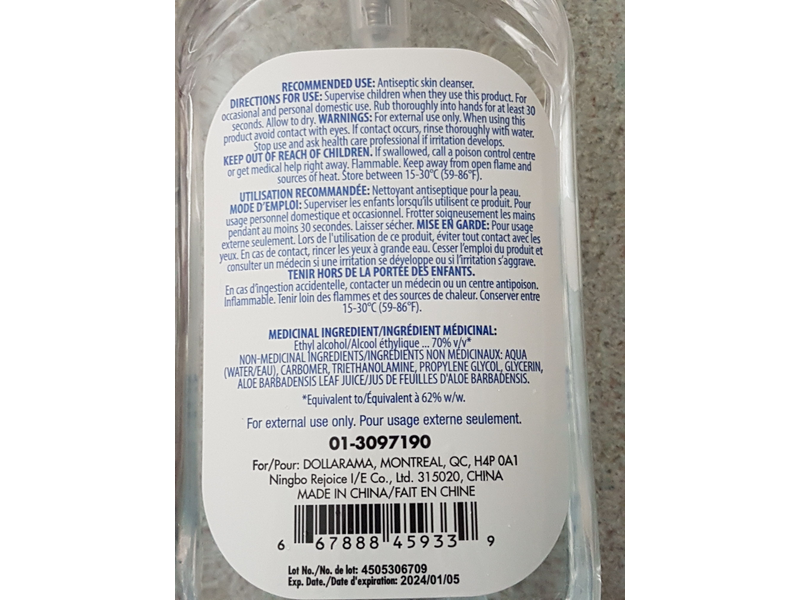 RECOMMENDED USE: Antiseptic skin cleanser.
DIRECTIONS FOR USE: Supervise children when they use this product. For
occasional and personal domestic use. Rub thoroughly into hands for at least 30
seconds. Allow to dry. WARNINGS: For external use only. When using this
product avoid contact with eyes. If contact occurs, rinse thoroughly with water.
Stop use and ask health care professional if irritation develops.
KEEP OUT OF REACH OF CHILDREN. If swallowed, call a poison control centre
or get medical help right away. Flammable. Keep away from open flame and
sources of heat. Store between 15-30°C (59-86°F).
UTILISATION RECOMMANDÉE: Nettoyant antiseptique pour la peau.
MODE D'EMPLOI: Superviser les enfants lorsqu'ils utilisent ce produit. Pour
usage personnel domestique et occasionnel. Frotter soigneusement les mains
pendant au moins 30 secondes. Laisser sécher. MISE EN GARDE: Pour usage
externe seulement. Lors de l'utilisation de ce produit, éviter tout contact avec les
yeux. En cas de contact, rincer les yeux à grande eau. Cesser l'emploi du produit et
consulter un médecin si une irritation se développe ou si l'irritation s'aggrave.
TENIR HORS DE LA PORTÉE DES ENFANTS.
En cas d'ingestion accidentelle, contacter un médecin ou un centre antipoison.
Inflammable. Tenir loin des flammes et des sources de chaleur. Conserver entre
15-30°C (59-86°F).
MEDICINAL INGREDIENT/INGRÉDIENT MÉDICINAL:
Ethyl alcohol/Alcool éthylique ... 70% v/v*
NON-MEDICINAL INGREDIENTS/INGRÉDIENTS NON MÉDICINAUX: AQUA
(WATER/EAU), CARBOMER, TRIETHANOLAMINE, PROPYLENE GLYCOL, GLYCERIN,
ALOE BARBADENSIS LEAF JUICE/JUS DE FEUILLES D'ALOE BARBADENSIS.
*Equivalent to/Équivalent à 62% w/w.
For external use only. Pour usage externe seulement.
01-3097190
For/Pour: DOLLARAMA, MONTREAL, QC, H4P 0A1
Ningbo Rejoice I/E Co., Ltd. 315020, CHINA
MADE IN CHINA/FAIT EN CHINE
6 67888 45933 9
Lot No./No. de lot: 4505306709
Exp. Date./Date d'expiration: 2024/01/05